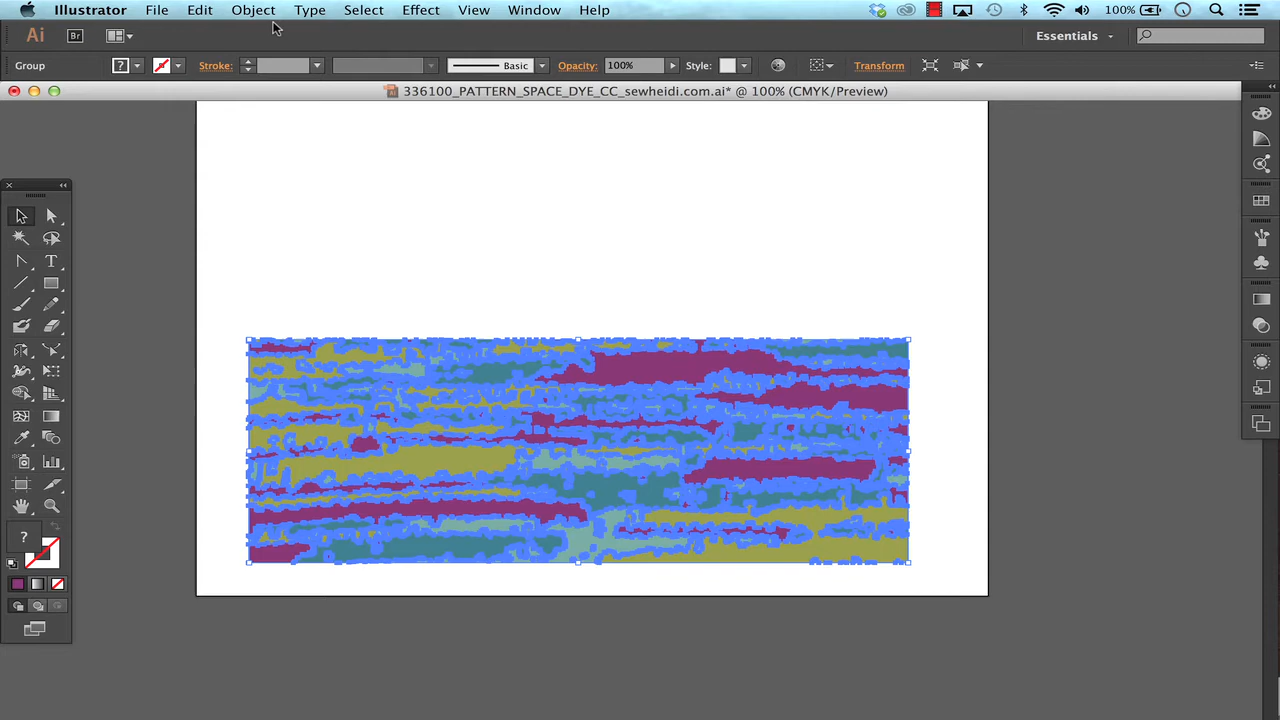 Illustrator File Edit Object Type Select Effect View Window Help 100%
Ai Br Essentials
Group ? Stroke: Basic Opacity: 100% Style: Transform
336100_PATTERN_SPACE_DYE_CC_sewheidi.com.ai* @ 100% (CMYK/Preview)
T
?